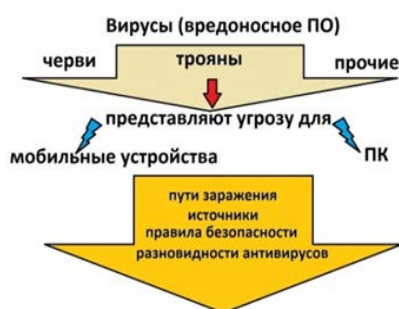 Вирусы (вредоносное ПО)
черви трояны прочие
представляют угрозу для
мобильные устройства ПК
пути заражения
источники
правила безопасности
разновидности антивирусов